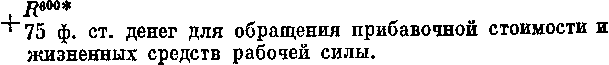 +R⁶⁰⁰*
75 ф. ст. денег для обращения прибавочной стоимости и
жизненных средств рабочей силы.